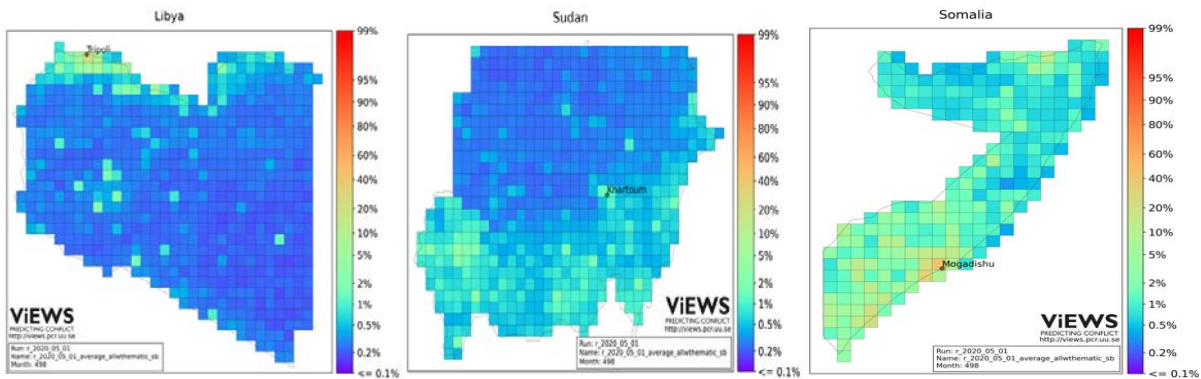 Libya
Tripoli
99%
95%
90%
80%
60%
40%
20%
10%
5%
2%
1%
0.5%
0.2%
<= 0.1%
ViEWS
PREDICTING CONFLICT
http://views.pcr.uu.se
Run: r_2020_05_01
Name: r_2020_05_01_average_allwthematic_sb
Month: 498
Sudan
Khartoum
99%
95%
90%
80%
60%
40%
20%
10%
5%
2%
1%
0.5%
0.2%
<= 0.1%
ViEWS
PREDICTING CONFLICT
http://views.pcr.uu.se
Run: r_2020_05_01
Name: r_2020_05_01_average_allwthematic_sb
Month: 498
Somalia
Mogadishu
99%
95%
90%
80%
60%
40%
20%
10%
5%
2%
1%
0.5%
0.2%
<= 0.1%
ViEWS
PREDICTING CONFLICT
http://views.pcr.uu.se
Run: r_2020_05_01
Name: r_2020_05_01_average_allwthematic_sb
Month: 498